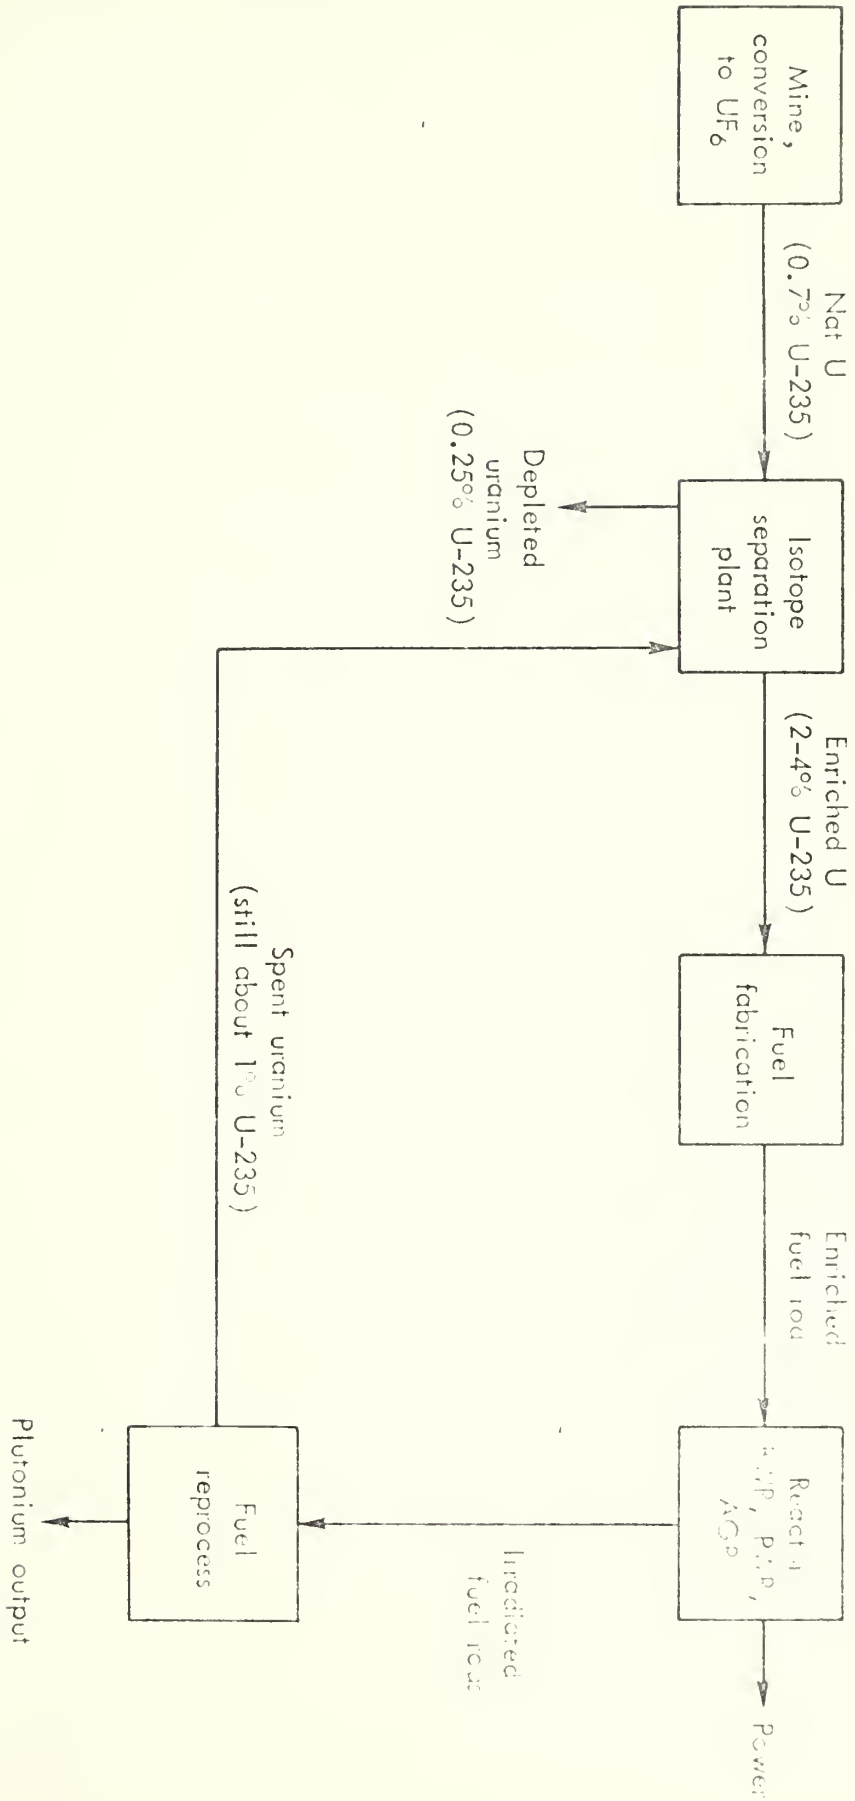 Mine,
conversion
to UF6
Nat U
(0.7% U-235)
Isotope
separation
plant
Depleted
uranium
(0.25% U-235)
Enriched U
(2-4% U-235)
Fuel
fabrication
Enriched
fuel rod
Power
Irradiated
fuel rods
Fuel
reprocess
Plutonium output
Spent uranium
(still about 1% U-235)